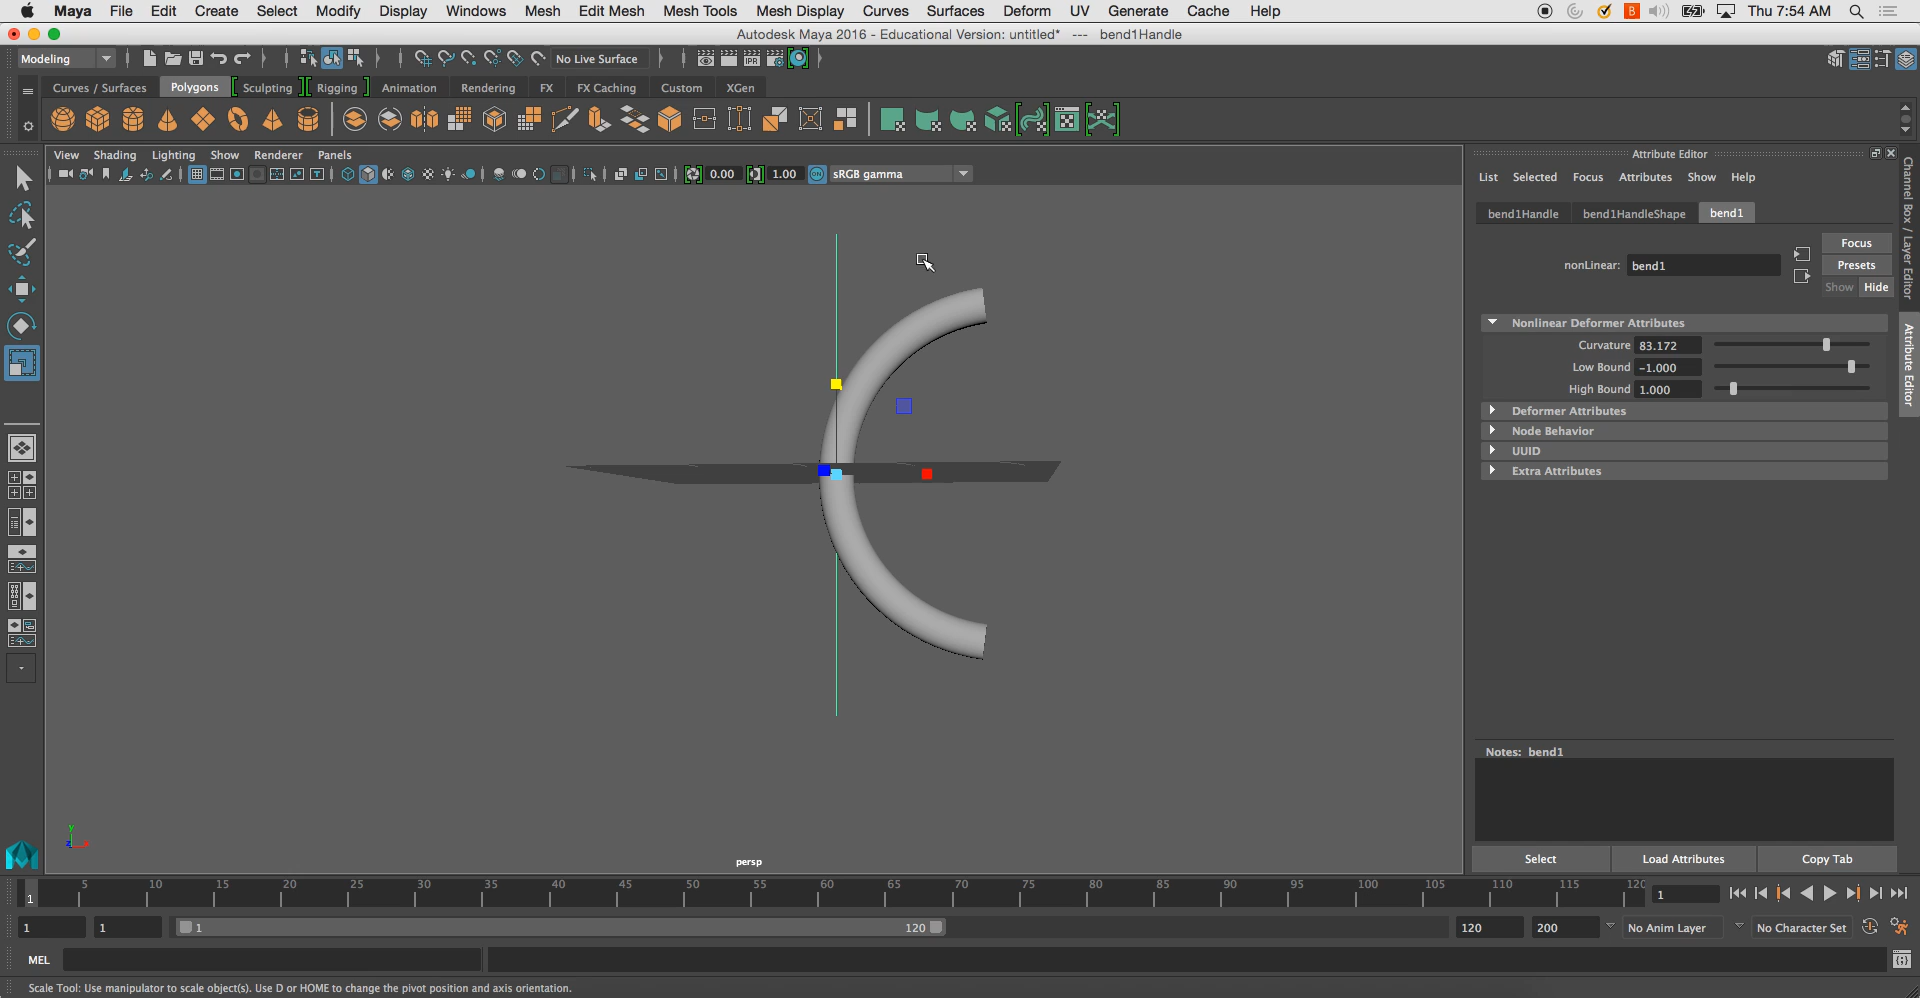 Maya File Edit Create Select Modify Display Windows Mesh Edit Mesh Mesh Tools Mesh Display Curves Surfaces Deform UV Generate Cache Help
Thu 7:54 AM
Autodesk Maya 2016 - Educational Version: untitled* --- bend1Handle
Modeling
No Live Surface
IPR
Curves / Surfaces Polygons Sculpting Rigging Animation Rendering FX FX Caching Custom XGen
View Shading Lighting Show Renderer Panels
0.00 1.00 ON sRGB gamma
persp
Attribute Editor
List Selected Focus Attributes Show Help
bend1Handle bend1HandleShape bend1
Focus
nonLinear: bend1
Presets
Show Hide
Nonlinear Deformer Attributes
Curvature 83.172
Low Bound -1.000
High Bound 1.000
Deformer Attributes
Node Behavior
UUID
Extra Attributes
Notes: bend1
Select Load Attributes Copy Tab
Channel Box / Layer Editor
Attribute Editor
y
z x
1 5 10 15 20 25 30 35 40 45 50 55 60 65 70 75 80 85 90 95 100 105 110 115 120
1
1 1 1 120 120 200 No Anim Layer No Character Set
MEL
Scale Tool: Use manipulator to scale object(s). Use D or HOME to change the pivot position and axis orientation.